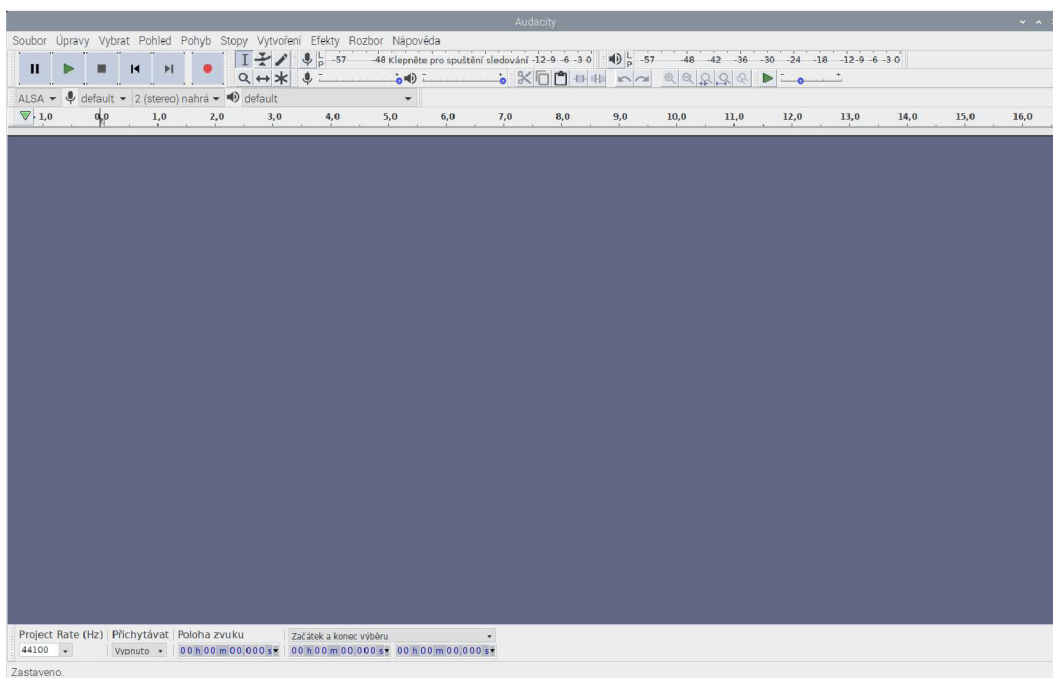 Audacity
Soubor Úpravy Vybrat Pohled Pohyb Stopy Vytvoření Efekty Rozbor Nápověda
L P -57 -48 Klepněte pro spuštění sledování -12 -9 -6 -3 0 L P -57 -48 -42 -36 -30 -24 -18 -12 -9 -6 -3 0
ALSA default 2 (stereo) nahrá default
1,0 0,0 1,0 2,0 3,0 4,0 5,0 6,0 7,0 8,0 9,0 10,0 11,0 12,0 13,0 14,0 15,0 16,0
Project Rate (Hz) Přichytávat Poloha zvuku Začátek a konec výběru
44100 Vypnuto 00 h 00 m 00,000 s 00 h 00 m 00,000 s 00 h 00 m 00,000 s
Zastaveno.